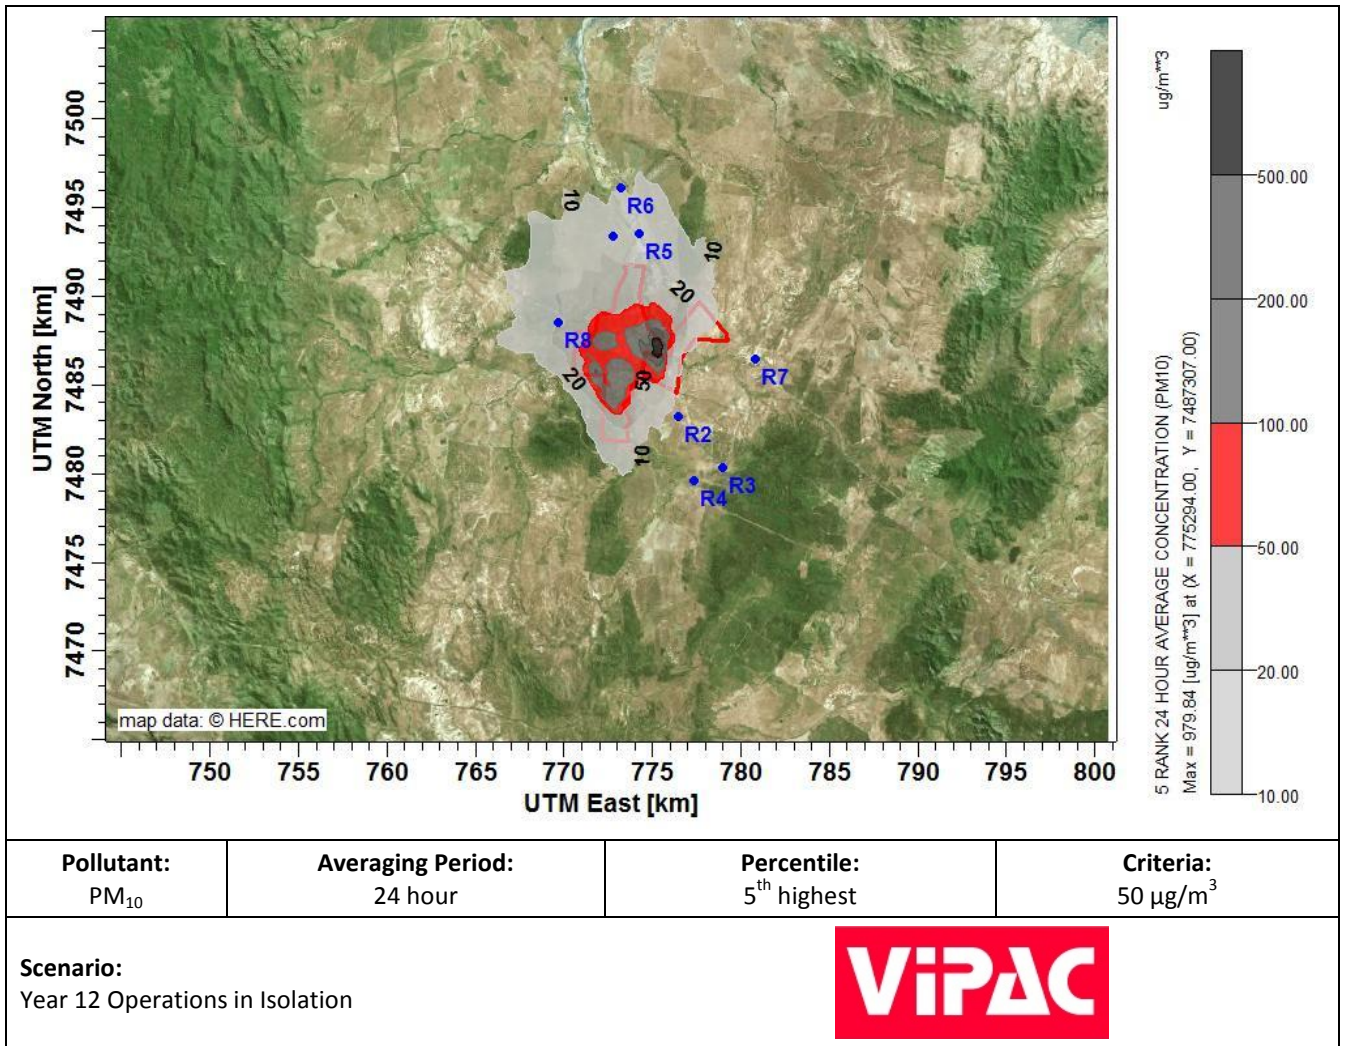 7500
7495
7490
7485
7480
7475
7470
UTM North [km]
10
R6
R5
10
20
R8
20
50
R7
R2
10
R3
R4
map data: © HERE.com
750 755 760 765 770 775 780 785 790 795 800
UTM East [km]
ug/m**3
5 RANK 24 HOUR AVERAGE CONCENTRATION (PM10)
Max = 979.84 [ug/m**3] at (X = 775294.00, Y = 7487307.00)
500.00
200.00
100.00
50.00
20.00
10.00
Pollutant: Averaging Period: Percentile: Criteria:
PM10 24 hour 5th highest 50 µg/m3
Scenario:
Year 12 Operations in Isolation
ViPAC